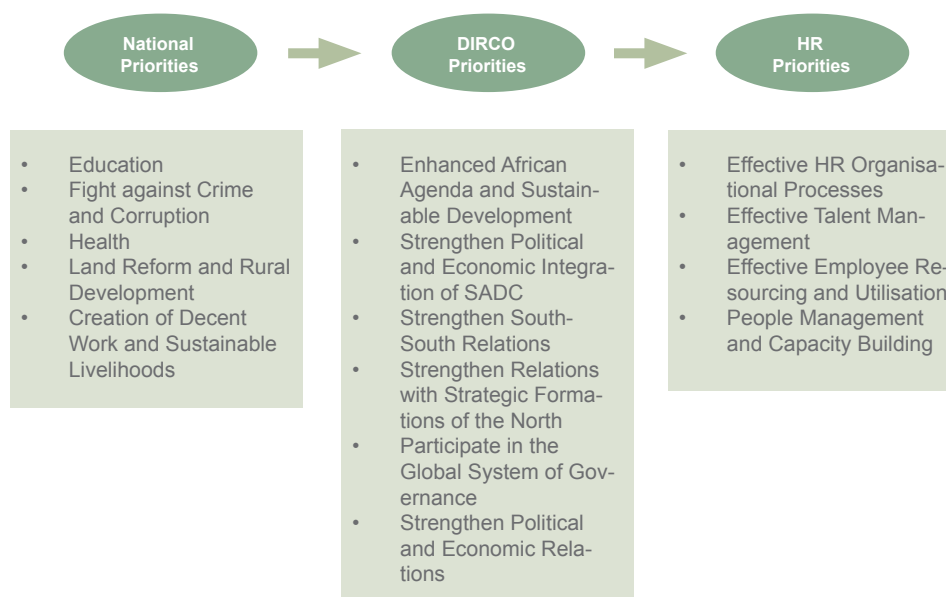 National
Priorities
DIRCO
Priorities
HR
Priorities
• Education
• Fight against Crime
and Corruption
• Health
• Land Reform and Rural
Development
• Creation of Decent
Work and Sustainable
Livelihoods
• Enhanced African
Agenda and Sustain-
able Development
• Strengthen Political
and Economic Integra-
tion of SADC
• Strengthen South-
South Relations
• Strengthen Relations
with Strategic Forma-
tions of the North
• Participate in the
Global System of Gov-
ernance
• Strengthen Political
and Economic Rela-
tions
• Effective HR Organisa-
tional Processes
• Effective Talent Man-
agement
• Effective Employee Re-
sourcing and Utilisation
• People Management
and Capacity Building